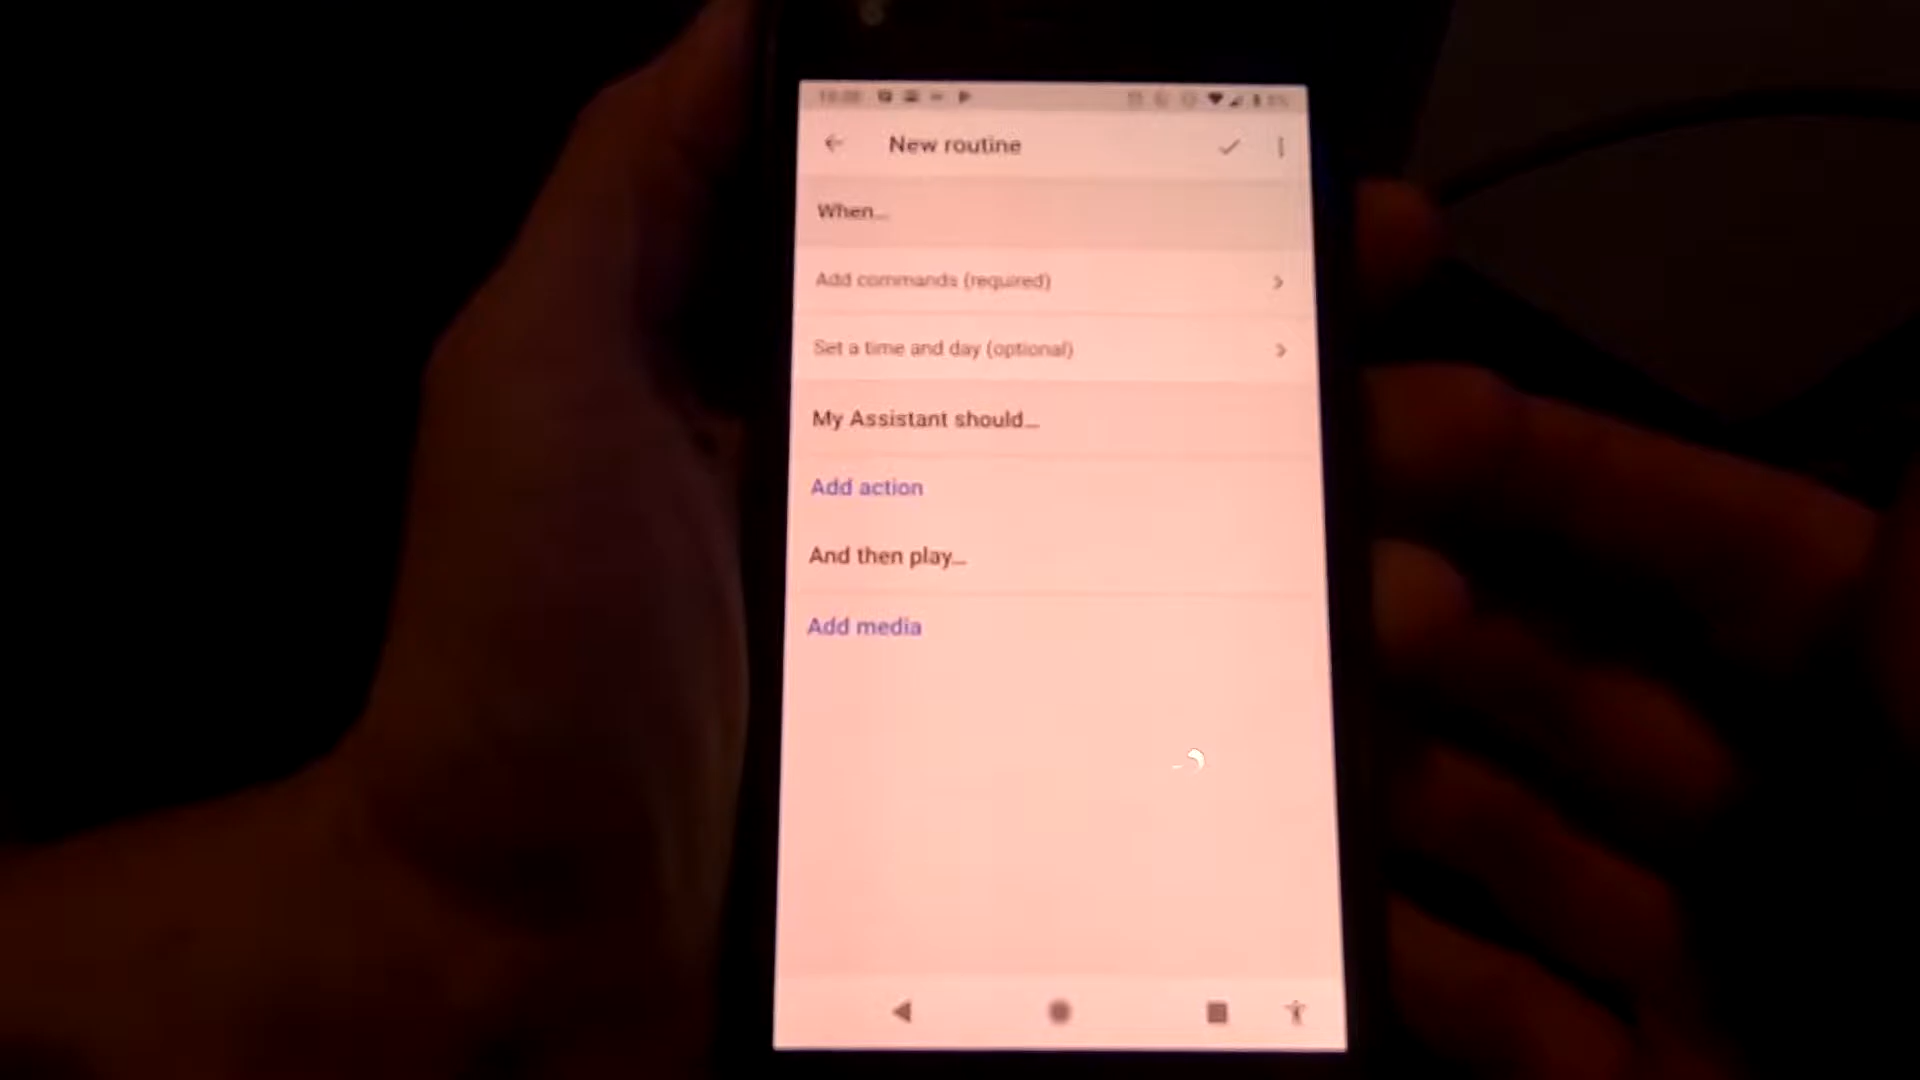 New routine
When...
Add commands (required)
Set a time and day (optional)
My Assistant should...
Add action
And then play...
Add media